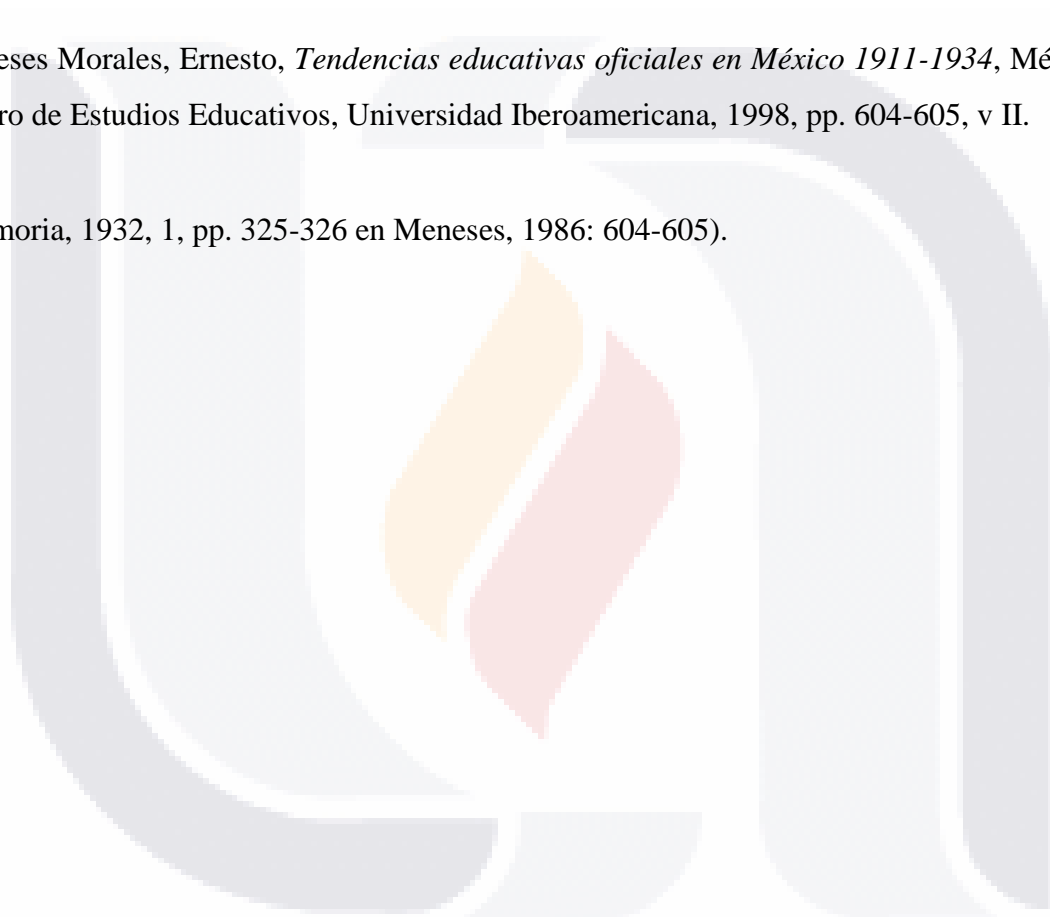 eses Morales, Ernesto, Tendencias educativas oficiales en México 1911-1934, Mé
ro de Estudios Educativos, Universidad Iberoamericana, 1998, pp. 604-605, v II.
moria, 1932, 1, pp. 325-326 en Meneses, 1986: 604-605).